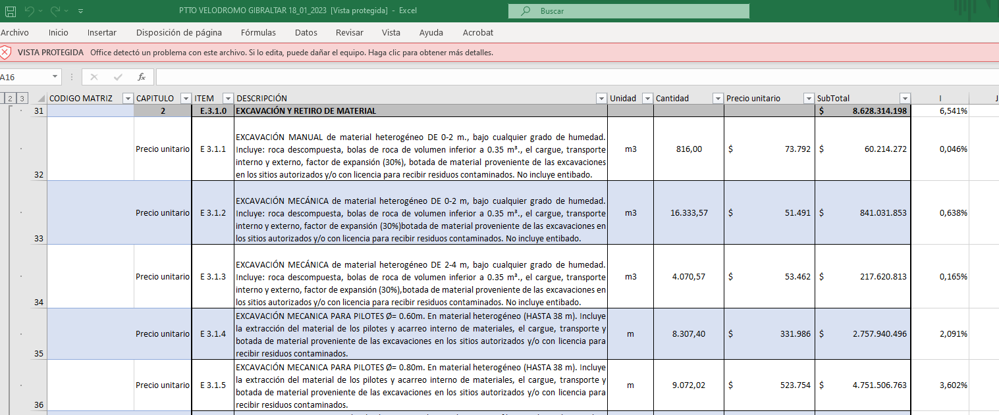 PTTO VELODROMO GIBRALTAR 18_01_2023 [Vista protegida] - Excel
Buscar
Archivo Inicio Insertar Disposición de página Fórmulas Datos Revisar Vista Ayuda Acrobat
VISTA PROTEGIDA Office detectó un problema con este archivo. Si lo edita, puede dañar el equipo. Haga clic para obtener más detalles.
A16 fx
2 3 CODIGO MATRIZ CAPITULO ITEM DESCRIPCIÓN Unidad Cantidad Precio unitario SubTotal I J
31 2 E.3.1.0 EXCAVACIÓN Y RETIRO DE MATERIAL $ 8.628.314.198 6,541%
EXCAVACIÓN MANUAL de material heterogéneo DE 0-2 m., bajo cualquier grado de humedad.
Precio unitario E 3.1.1 Incluye: roca descompuesta, bolas de roca de volumen inferior a 0.35 m³., el cargue, transporte m3 816,00 $ 73.792 $ 60.214.272 0,046%
interno y externo, factor de expansión (30%), botada de material proveniente de las excavaciones
32 en los sitios autorizados y/o con licencia para recibir residuos contaminados. No incluye entibado.
EXCAVACIÓN MECÁNICA de material heterogéneo DE 0-2 m, bajo cualquier grado de humedad.
Precio unitario E 3.1.2 Incluye: roca descompuesta, bolas de roca de volumen inferior a 0.35 m³., el cargue, transporte m3 16.333,57 $ 51.491 $ 841.031.853 0,638%
interno y externo, factor de expansión (30%)botada de material proveniente de las excavaciones en
33 los sitios autorizados y/o con licencia para recibir residuos contaminados. No incluye entibado.
EXCAVACIÓN MECÁNICA de material heterogéneo DE 2-4 m, bajo cualquier grado de humedad.
Precio unitario E 3.1.3 Incluye: roca descompuesta, bolas de roca de volumen inferior a 0.35 m³., el cargue, transporte m3 4.070,57 $ 53.462 $ 217.620.813 0,165%
interno y externo, factor de expansión (30%),botada de material proveniente de las excavaciones en
34 los sitios autorizados y/o con licencia para recibir residuos contaminados. No incluye entibado.
EXCAVACIÓN MECANICA PARA PILOTES Ø= 0.60m. En material heterogéneo (HASTA 38 m). Incluye
Precio unitario E 3.1.4 la extracción del material de los pilotes y acarreo interno de materiales, el cargue, transporte y m 8.307,40 $ 331.986 $ 2.757.940.496 2,091%
botada de material proveniente de las excavaciones en los sitios autorizados y/o con licencia para
35 recibir residuos contaminados.
EXCAVACIÓN MECANICA PARA PILOTES Ø= 0.80m. En material heterogéneo (HASTA 38 m). Incluye
Precio unitario E 3.1.5 la extracción del material de los pilotes y acarreo interno de materiales, el cargue, transporte y m 9.072,02 $ 523.754 $ 4.751.506.763 3,602%
botada de material proveniente de las excavaciones en los sitios autorizados y/o con licencia para
36 recibir residuos contaminados.